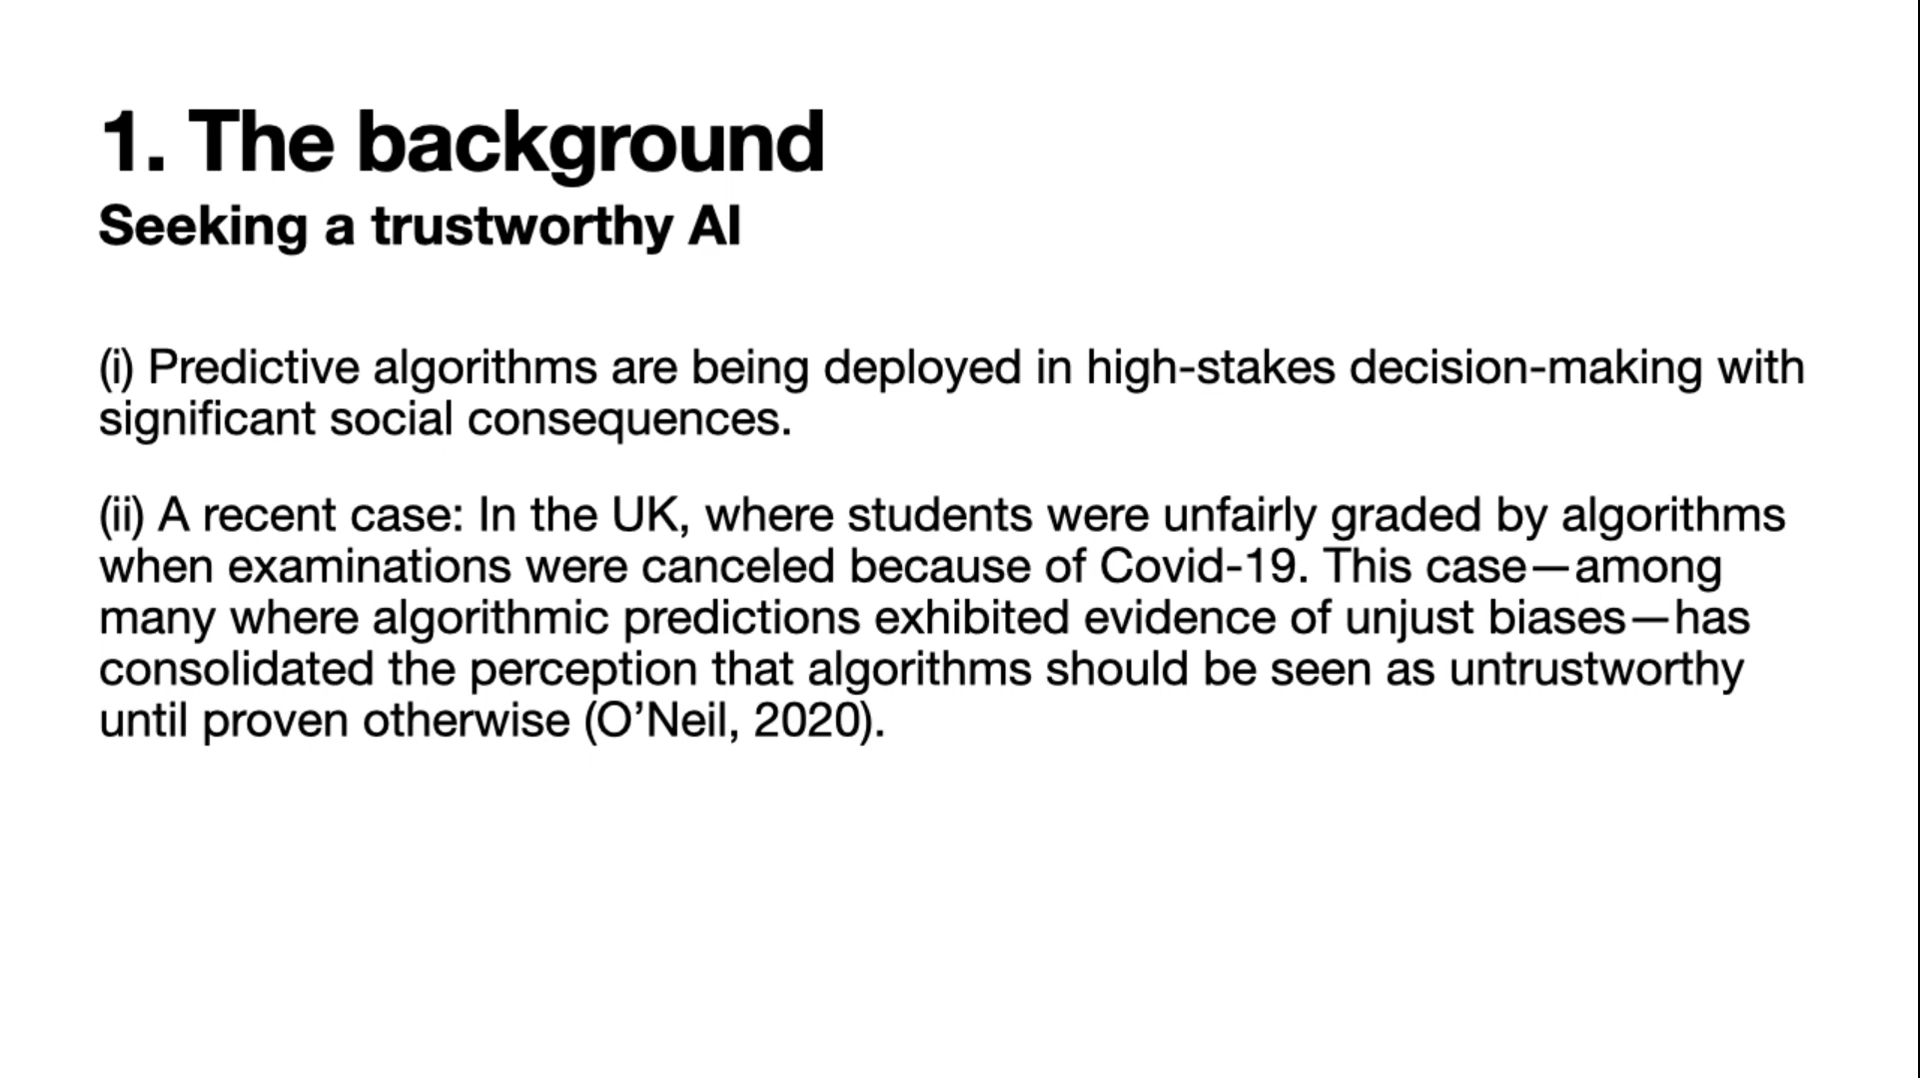 1. The background
Seeking a trustworthy AI
(i) Predictive algorithms are being deployed in high-stakes decision-making with
significant social consequences.
(ii) A recent case: In the UK, where students were unfairly graded by algorithms
when examinations were canceled because of Covid-19. This case—among
many where algorithmic predictions exhibited evidence of unjust biases—has
consolidated the perception that algorithms should be seen as untrustworthy
until proven otherwise (O’Neil, 2020).